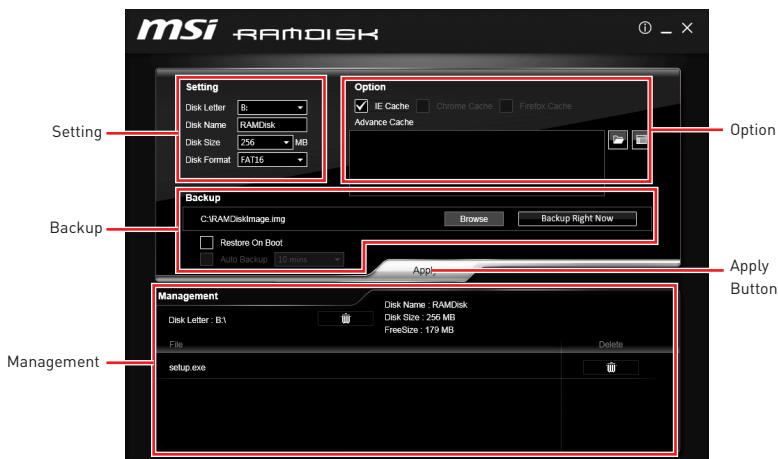 msi RAMDISK
Setting
Disk Letter B:
Disk Name RAMDisk
Disk Size 256 MB
Disk Format FAT16
Option
IE Cache Chrome Cache Firefox Cache
Advance Cache
Setting
Option
Backup
C:\RAMDiskImage.img Browse Backup Right Now
Restore On Boot
Auto Backup 10 mins
Backup
Apply
Apply
Button
Management
Disk Letter : B:\
Disk Name : RAMDisk
Disk Size : 256 MB
FreeSize : 179 MB
File Delete
setup.exe
Management